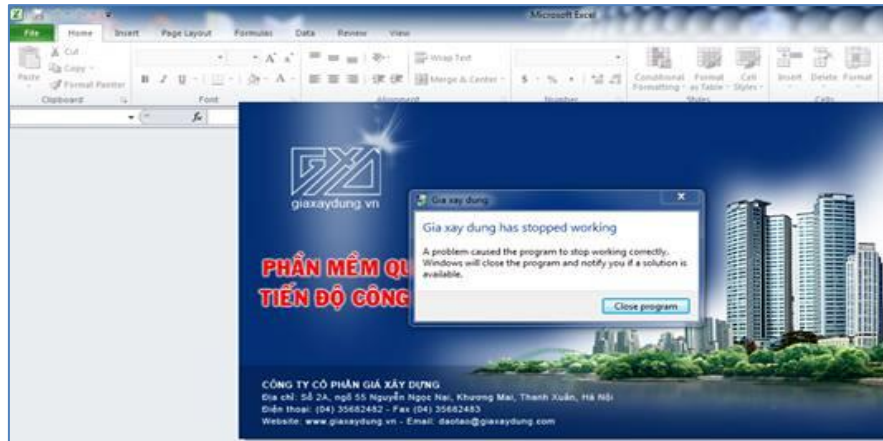 Microsoft Excel
File Home Insert Page Layout Formulas Data Review View
Cut
Copy
Format Painter
Paste
Clipboard
B I U
Font
Wrap Text
Merge & Center
Alignment
$ %
Number
Conditional Formatting
Format as Table
Cell Styles
Styles
Insert Delete Format
Cells
fx
GXD
giaxaydung.vn
PHẦN MỀM QU
TIẾN ĐỘ CÔNG
Gia xay dung
Gia xay dung has stopped working
A problem caused the program to stop working correctly.
Windows will close the program and notify you if a solution is
available.
Close program
CÔNG TY CỔ PHẦN GIÁ XÂY DỰNG
Địa chỉ: Số 2A, ngõ 55 Nguyễn Ngọc Nại, Khương Mai, Thanh Xuân, Hà Nội
Điện thoại: (04) 35682482 - Fax (04) 35682483
Website: www.giaxaydung.vn - Email: daotao@giaxaydung.com